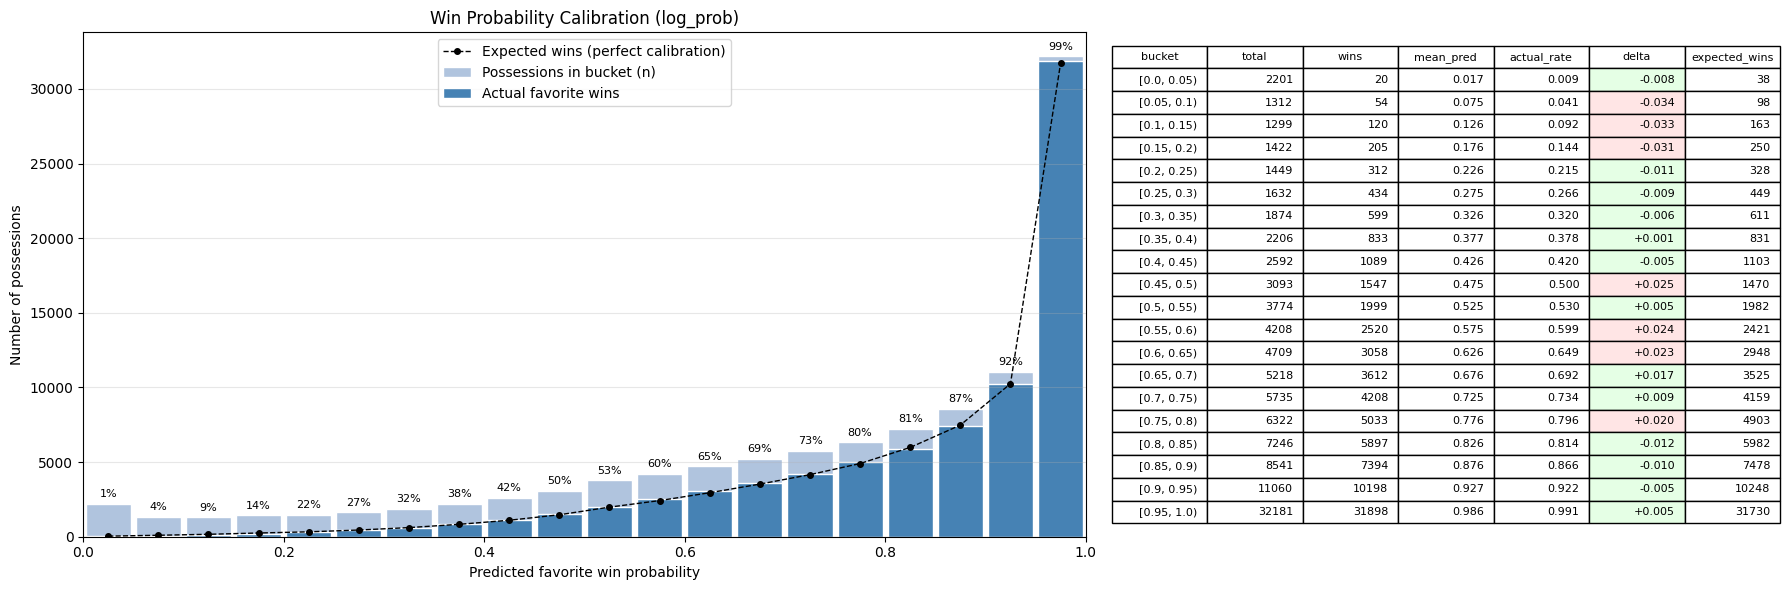 Win Probability Calibration (log_prob)
Expected wins (perfect calibration)
Possessions in bucket (n)
Actual favorite wins
Number of possessions
30000
25000
20000
15000
10000
5000
0
1% 4% 9% 14% 22% 27% 32% 38% 42% 50% 53% 60% 65% 69% 73% 80% 81% 87% 92% 99%
0.0 0.2 0.4 0.6 0.8 1.0
Predicted favorite win probability
bucket total wins mean_pred actual_rate delta expected_wins
[0.0, 0.05) 2201 20 0.017 0.009 -0.008 38
[0.05, 0.1) 1312 54 0.075 0.041 -0.034 98
[0.1, 0.15) 1299 120 0.126 0.092 -0.033 163
[0.15, 0.2) 1422 205 0.176 0.144 -0.031 250
[0.2, 0.25) 1449 312 0.226 0.215 -0.011 328
[0.25, 0.3) 1632 434 0.275 0.266 -0.009 449
[0.3, 0.35) 1874 599 0.326 0.320 -0.006 611
[0.35, 0.4) 2206 833 0.377 0.378 +0.001 831
[0.4, 0.45) 2592 1089 0.426 0.420 -0.005 1103
[0.45, 0.5) 3093 1547 0.475 0.500 +0.025 1470
[0.5, 0.55) 3774 1999 0.525 0.530 +0.005 1982
[0.55, 0.6) 4208 2520 0.575 0.599 +0.024 2421
[0.6, 0.65) 4709 3058 0.626 0.649 +0.023 2948
[0.65, 0.7) 5218 3612 0.676 0.692 +0.017 3525
[0.7, 0.75) 5735 4208 0.725 0.734 +0.009 4159
[0.75, 0.8) 6322 5033 0.776 0.796 +0.020 4903
[0.8, 0.85) 7246 5897 0.826 0.814 -0.012 5982
[0.85, 0.9) 8541 7394 0.876 0.866 -0.010 7478
[0.9, 0.95) 11060 10198 0.927 0.922 -0.005 10248
[0.95, 1.0) 32181 31898 0.986 0.991 +0.005 31730